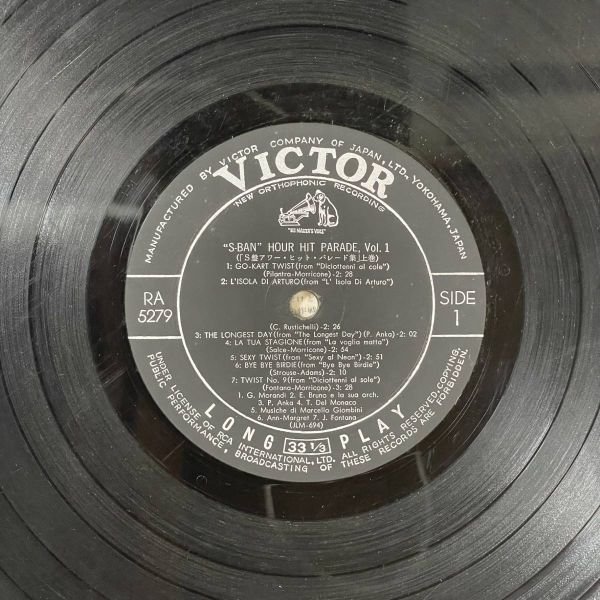 MANUFACTURED BY VICTOR COMPANY OF JAPAN, LTD., YOKOHAMA, JAPAN
VICTOR
"NEW ORTHOPHONIC" RECORDING
"HIS MASTER'S VOICE"
"S-BAN" HOUR HIT PARADE, Vol. 1
(「S盤アワー・ヒット・パレード集」上巻)
1: GO-KART TWIST (from "Diciottenni al cole")
(Pilantra-Morricone)-2: 28
2: L'ISOLA DI ARTURO (from "L' Isola Di Arturo")
RA
5279
SIDE
1
(C. Rustichelli)-2: 26
3: THE LONGEST DAY (from "The Longest Day") (P. Anka)-2: 02
4: LA TUA STAGIONE (from "La voglia matta")
(Salce-Morricone)-2: 54
5: SEXY TWIST (from "Sexy al Neon")-2: 51
6: BYE BYE BIRDIE (from "Bye Bye Birdie")
(Strouse-Adams)-2: 10
7: TWIST No. 9 (from "Diciottenni al sole")
(Fontana-Morricone)-3: 28
1. G. Morandi 2. E. Bruno e la sua orch.
3. P. Anka 4. T. Del Monaco
5. Musiche di Marcello Giombini
6. Ann-Margret 7. J. Fontana
(JLM-694)
LONG 33 1/3 PLAY
UNDER LICENSE OF RCA INTERNATIONAL, LTD. ALL RIGHTS RESERVED. COPYING,
PUBLIC PERFORMANCE, BROADCASTING OF THESE RECORDS ARE FORBIDDEN.